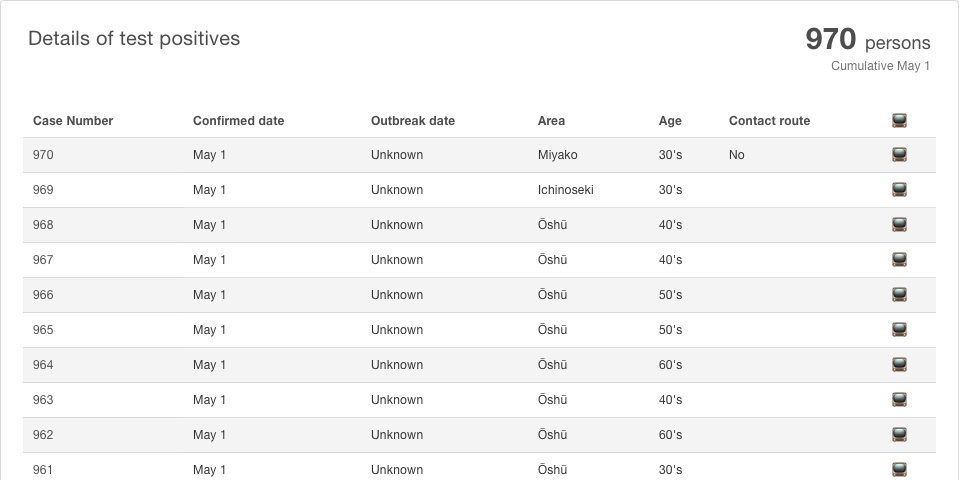 Details of test positives
970 persons
Cumulative May 1
Case Number Confirmed date Outbreak date Area Age Contact route
970 May 1 Unknown Miyako 30's No
969 May 1 Unknown Ichinoseki 30's
968 May 1 Unknown Ōshū 40's
967 May 1 Unknown Ōshū 40's
966 May 1 Unknown Ōshū 50's
965 May 1 Unknown Ōshū 50's
964 May 1 Unknown Ōshū 60's
963 May 1 Unknown Ōshū 40's
962 May 1 Unknown Ōshū 60's
961 May 1 Unknown Ōshū 30's